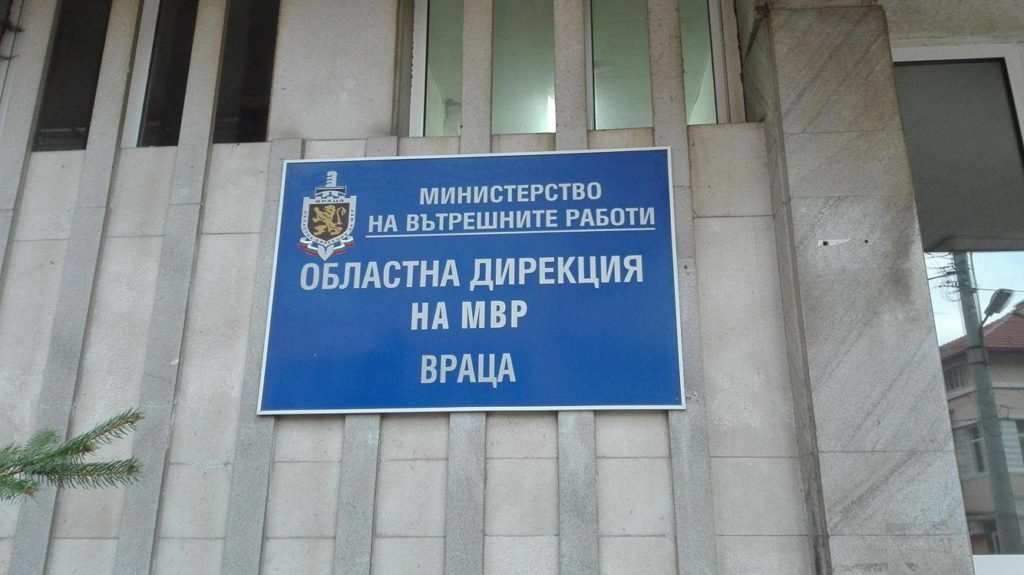 МИНИСТЕРСТВО
НА ВЪТРЕШНИТЕ РАБОТИ
ОБЛАСТНА ДИРЕКЦИЯ
НА МВР
ВРАЦА
ВРАЦА